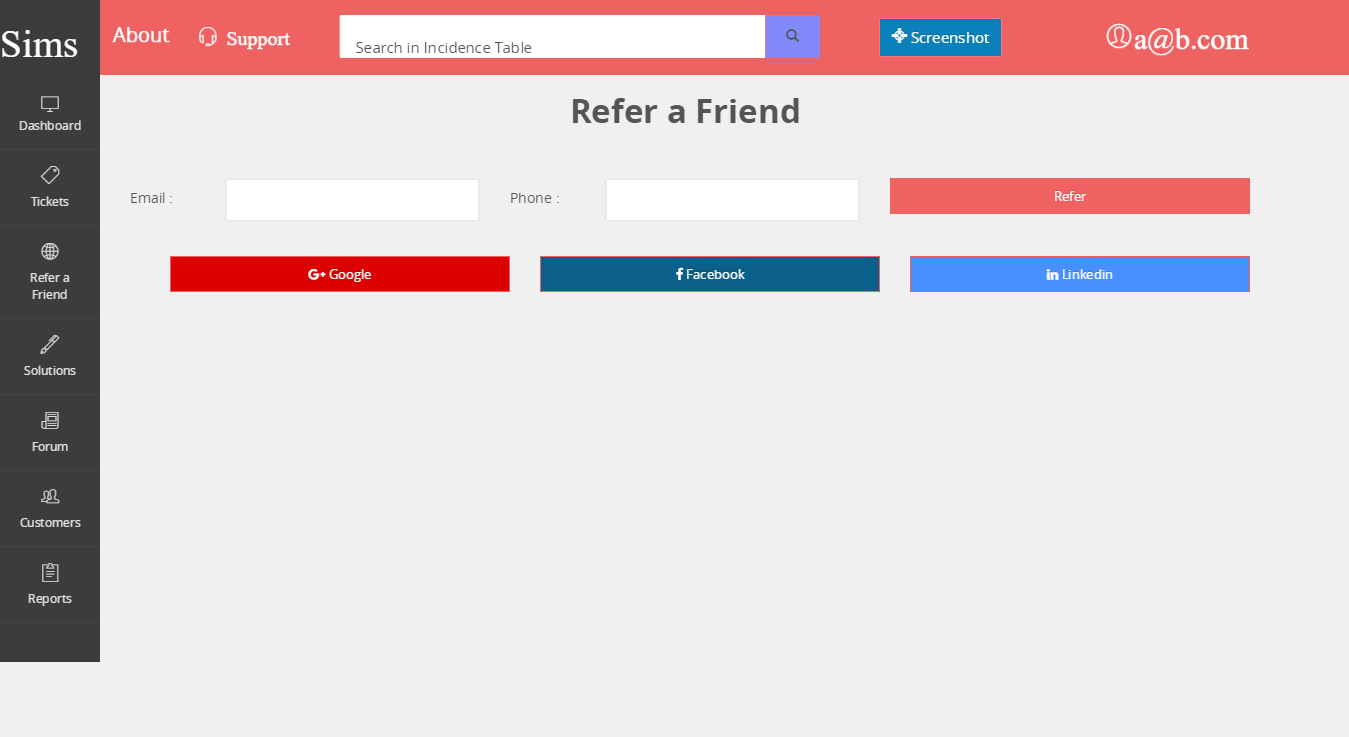 Sims
About
Support
Search in Incidence Table
Screenshot
a@b.com
Dashboard
Tickets
Refer a
Friend
Solutions
Forum
Customers
Reports
Refer a Friend
Email :
Phone :
Refer
Google
Facebook
Linkedin